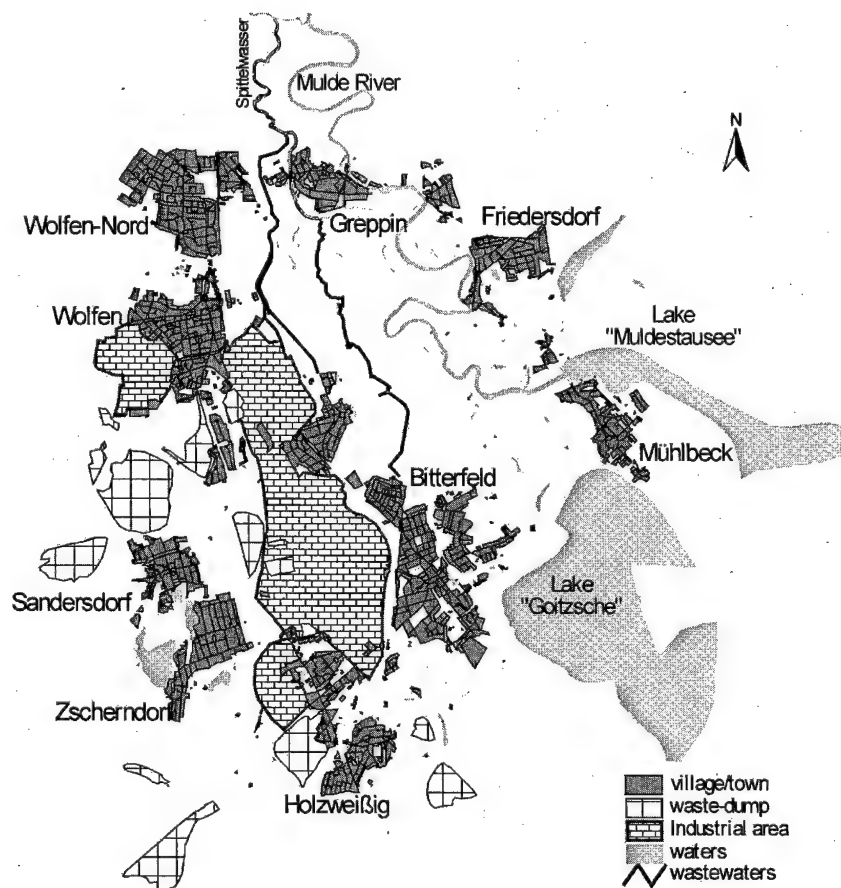 Spittelwasser
Mulde River
N
Wolfen-Nord
Greppin
Friedersdorf
Wolfen
Lake
"Muldestausee"
Mühlbeck
Bitterfeld
Sandersdorf
Lake
"Goitzsche"
Zscherndorf
Holzweißig
village/town
waste-dump
Industrial area
waters
wastewaters